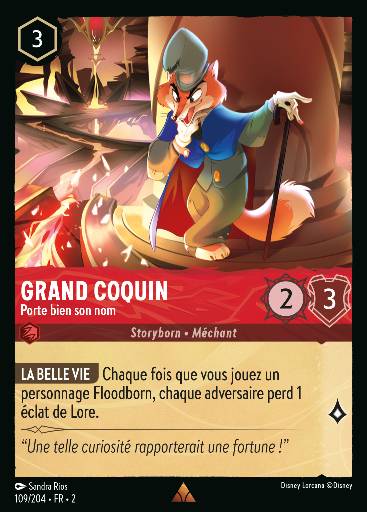 3
GRAND COQUIN
Porte bien son nom
2
3
Storyborn • Méchant
LA BELLE VIE Chaque fois que vous jouez un
personnage Floodborn, chaque adversaire perd 1
éclat de Lore.
“Une telle curiosité rapporterait une fortune !”
Sandra Rios
109/204 • FR • 2
Disney Lorcana ©Disney